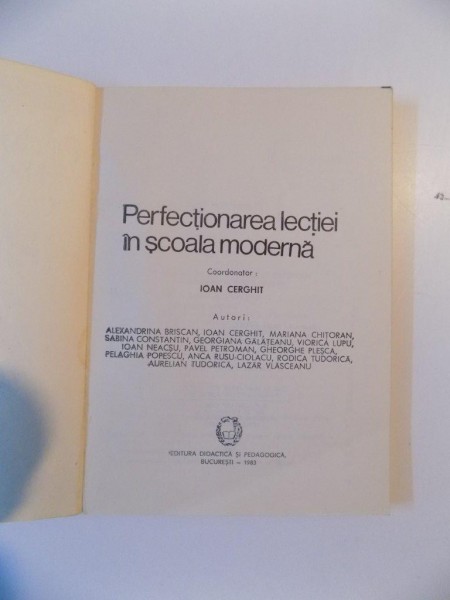 Perfecționarea lecției
în școala modernă
Coordonator :
IOAN CERGHIT
Autori :
ALEXANDRINA BRISCAN, IOAN CERGHIT, MARIANA CHITORAN,
SABINA CONSTANTIN, GEORGIANA GĂLĂȚEANU, VIORICA LUPU,
IOAN NEACȘU, PAVEL PETROMAN, GHEORGHE PLESCA,
PELAGHIA POPESCU, ANCA RUSU-CIOLACU, RODICA TUDORICA,
AURELIAN TUDORICA, LAZAR VLASCEANU
EDITURA DIDACTICĂ ȘI PEDAGOGICĂ,
BUCUREȘTI – 1983